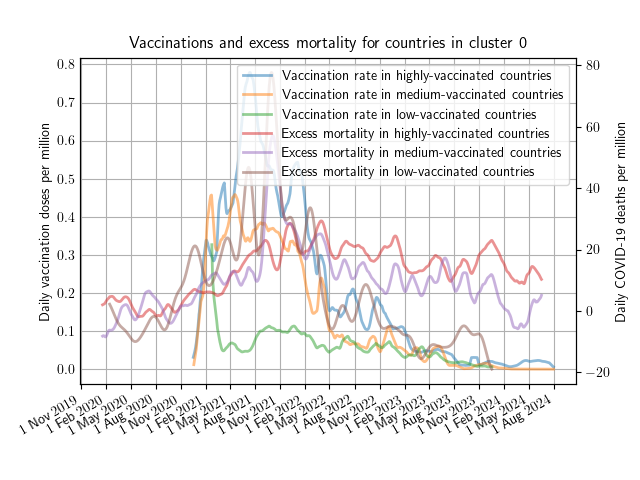 Vaccinations and excess mortality for countries in cluster 0
Vaccination rate in highly-vaccinated countries
Vaccination rate in medium-vaccinated countries
Vaccination rate in low-vaccinated countries
Excess mortality in highly-vaccinated countries
Excess mortality in medium-vaccinated countries
Excess mortality in low-vaccinated countries
Daily vaccination doses per million
0.8
0.7
0.6
0.5
0.4
0.3
0.2
0.1
0.0
Daily COVID-19 deaths per million
80
60
40
20
0
−20
1 Nov 2019
1 Feb 2020
1 May 2020
1 Aug 2020
1 Nov 2020
1 Feb 2021
1 May 2021
1 Aug 2021
1 Nov 2021
1 Feb 2022
1 May 2022
1 Aug 2022
1 Nov 2022
1 Feb 2023
1 May 2023
1 Aug 2023
1 Nov 2023
1 Feb 2024
1 May 2024
1 Aug 2024